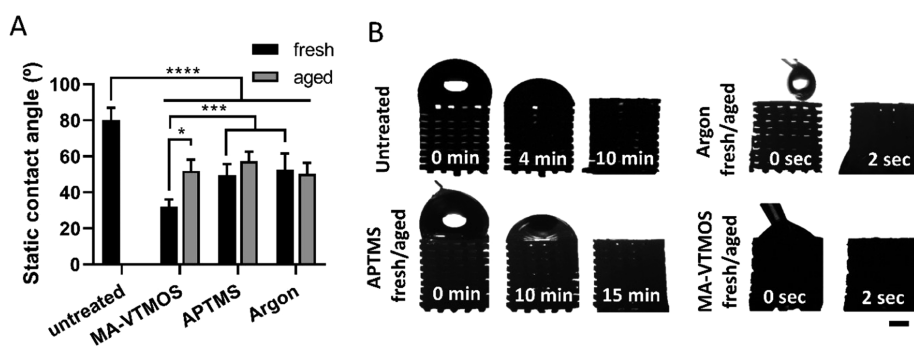 A
fresh
aged
Static contact angle (º)
100
80
60
40
20
0
****
***
*
untreated
MA-VTMOS
APTMS
Argon
B
Untreated
0 min
4 min
10 min
Argon
fresh/aged
0 sec
2 sec
APTMS
fresh/aged
0 min
10 min
15 min
MA-VTMOS
fresh/aged
0 sec
2 sec